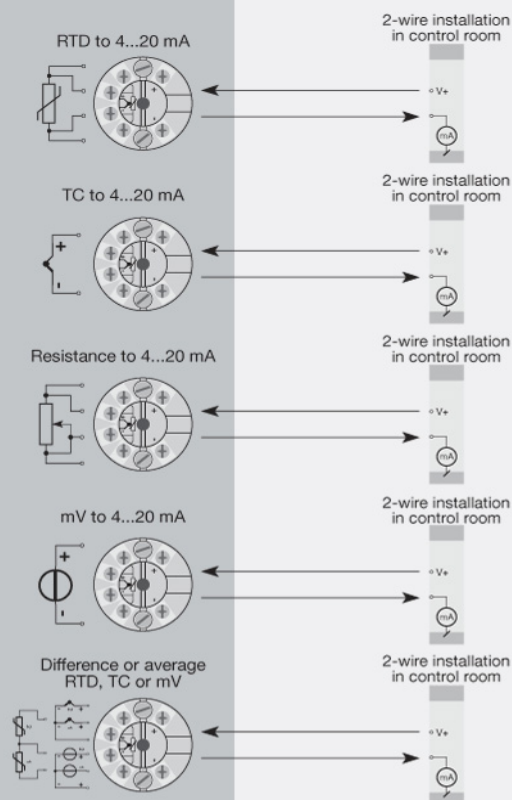 2-wire installation
in control room
RTD to 4...20 mA
V+
mA
2-wire installation
in control room
TC to 4...20 mA
+
-
V+
mA
2-wire installation
in control room
Resistance to 4...20 mA
V+
mA
2-wire installation
in control room
mV to 4...20 mA
+
-
V+
mA
2-wire installation
in control room
Difference or average
RTD, TC or mV
V+
mA